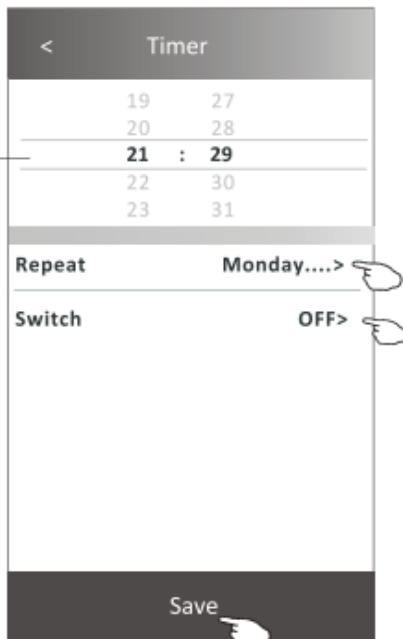 < Timer
19 27
20 28
21 : 29
22 30
23 31
Repeat Monday....>
Switch OFF>
Save